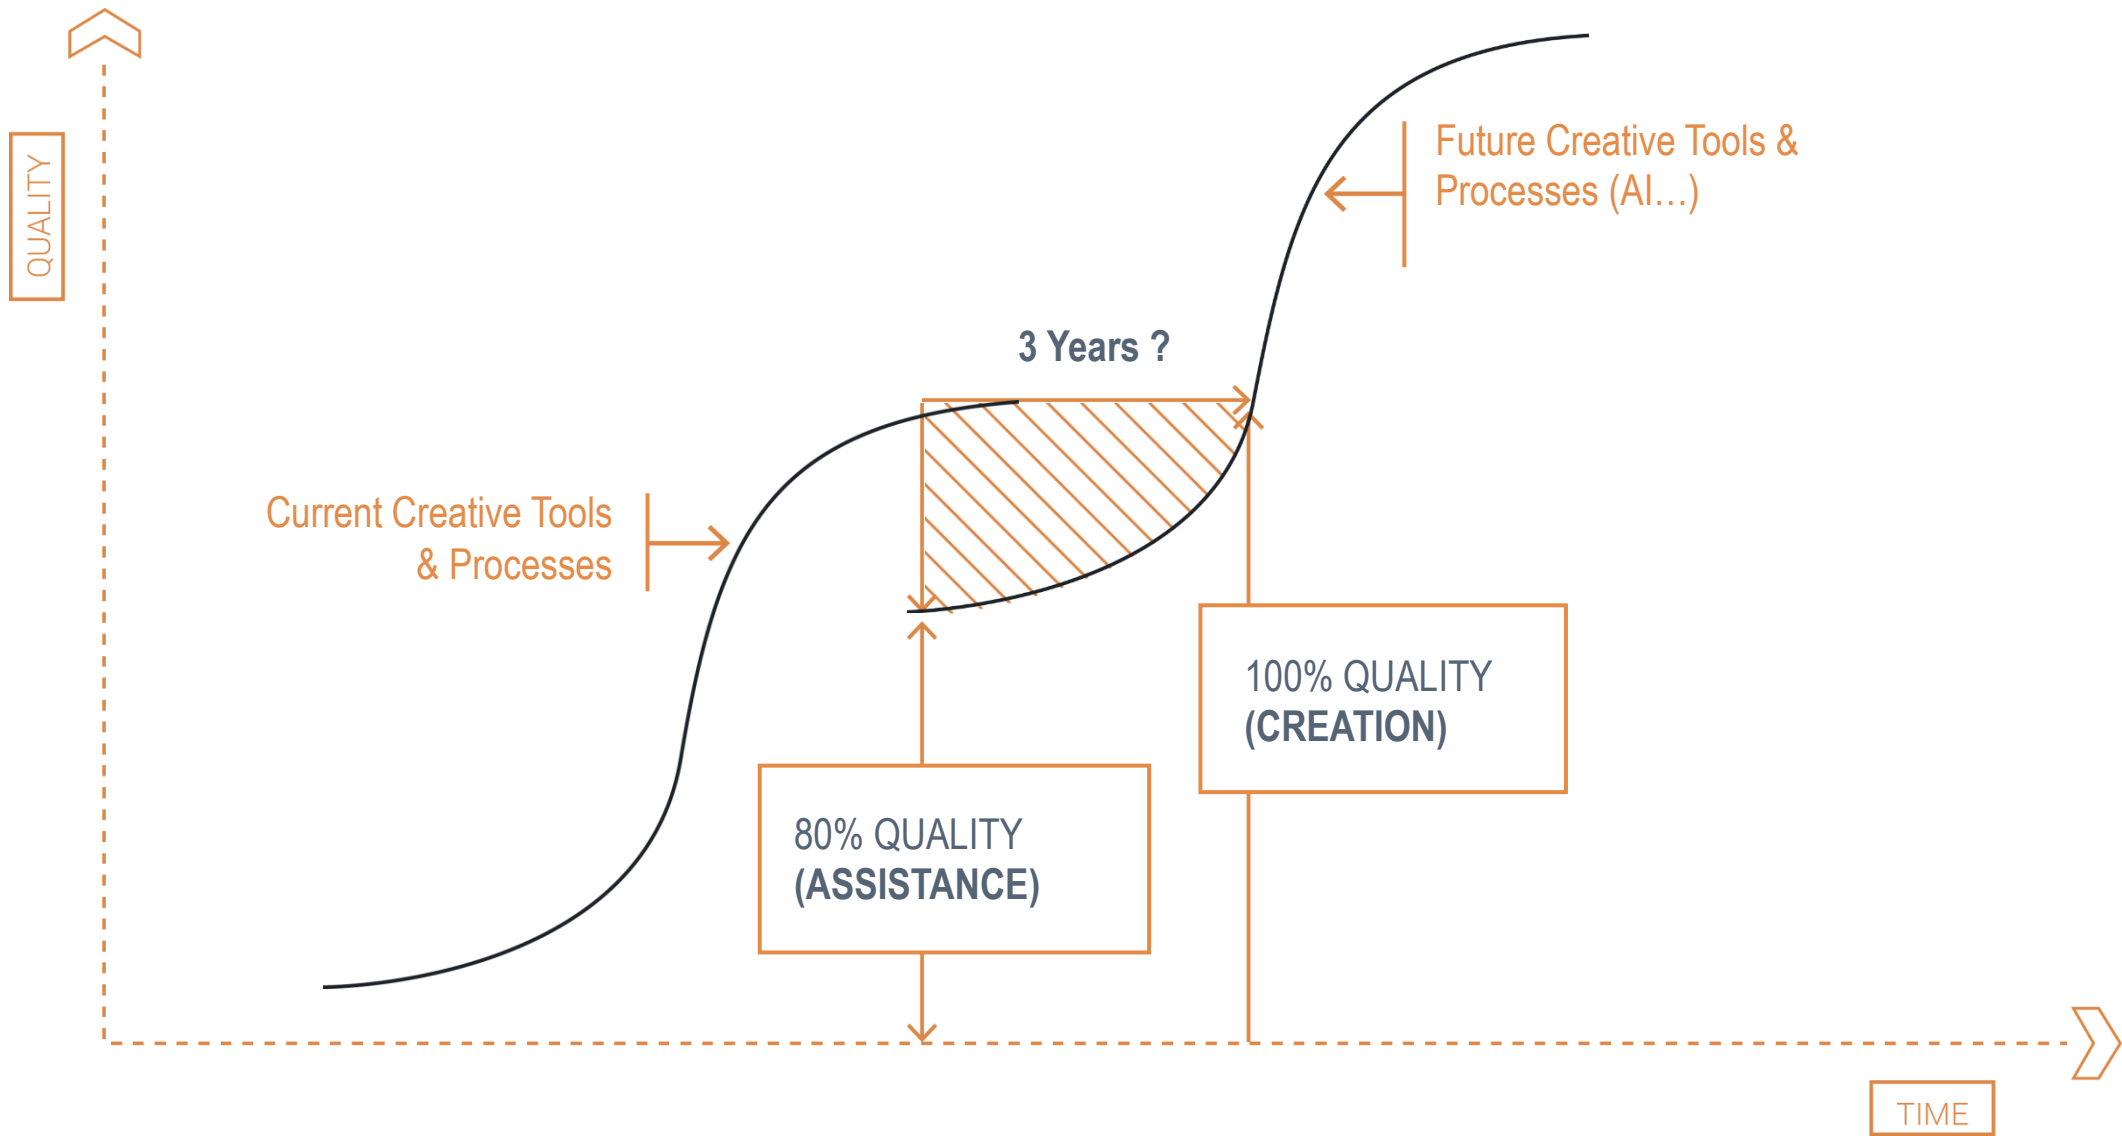 QUALITY
Future Creative Tools &
Processes (AI...)
3 Years ?
Current Creative Tools
& Processes
100% QUALITY
(CREATION)
80% QUALITY
(ASSISTANCE)
TIME